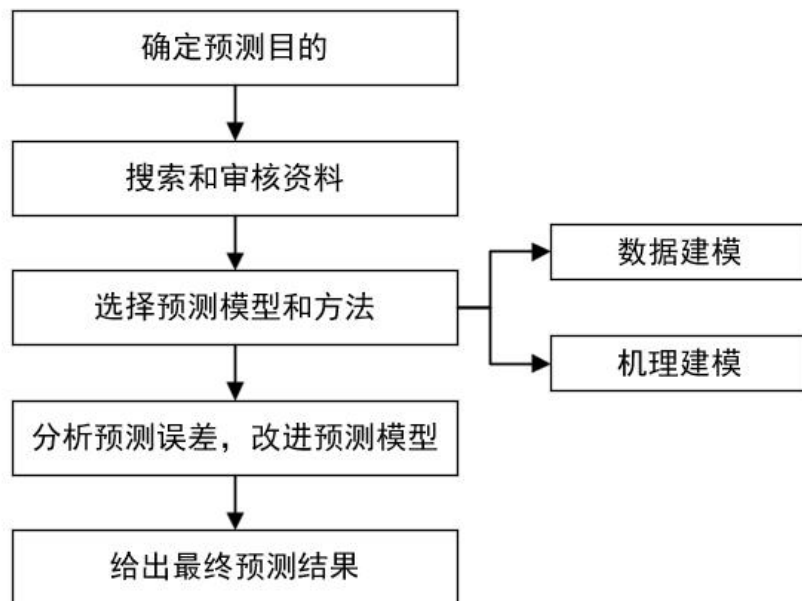 确定预测目的
搜索和审核资料
选择预测模型和方法
数据建模
机理建模
分析预测误差，改进预测模型
给出最终预测结果